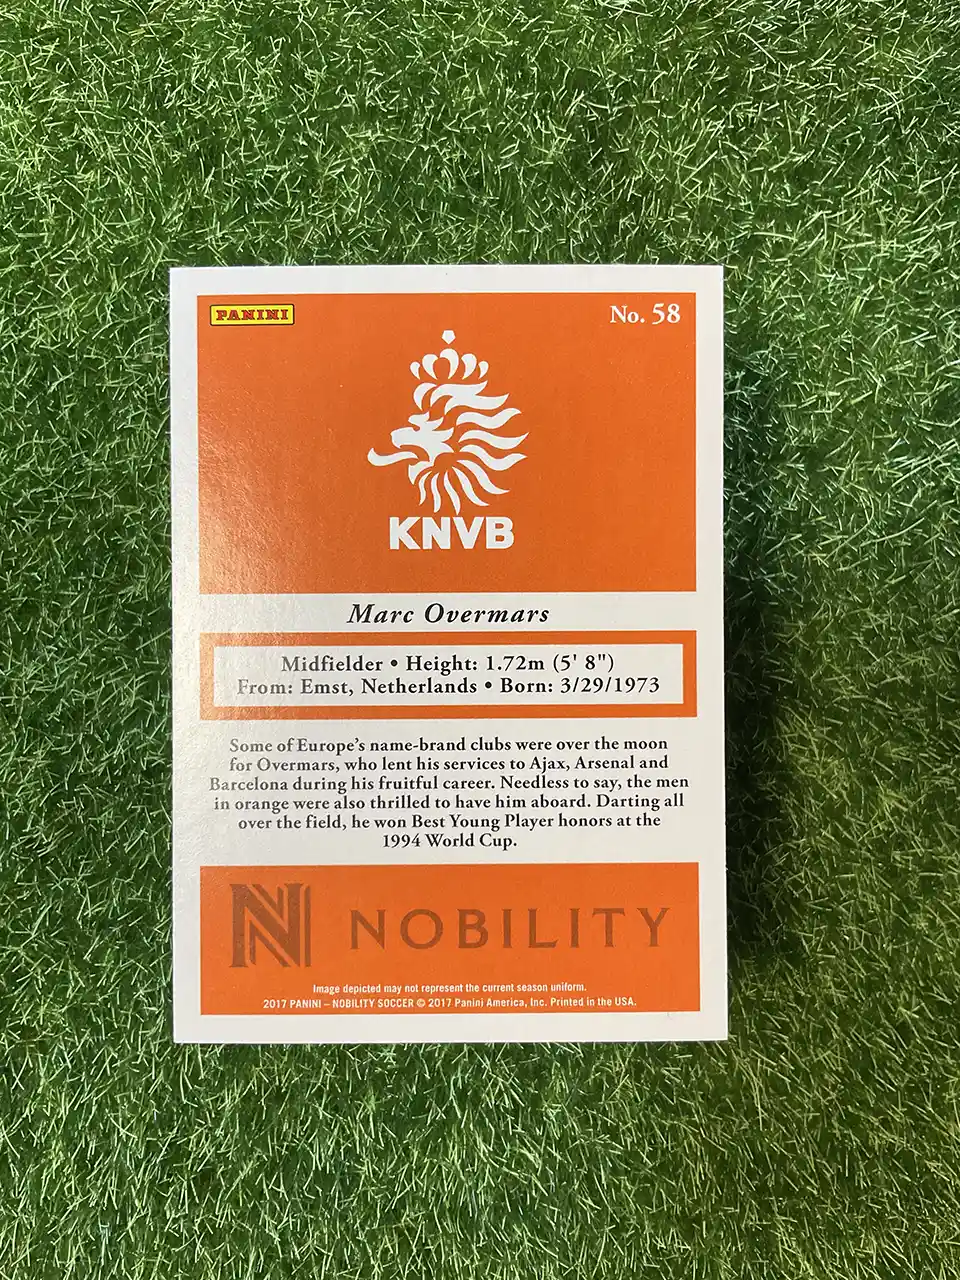 PANINI
No. 58
KNVB
Marc Overmars
Midfielder • Height: 1.72m (5' 8")
From: Emst, Netherlands • Born: 3/29/1973
Some of Europe's name-brand clubs were over the moon
for Overmars, who lent his services to Ajax, Arsenal and
Barcelona during his fruitful career. Needless to say, the men
in orange were also thrilled to have him aboard. Darting all
over the field, he won Best Young Player honors at the
1994 World Cup.
N NOBILITY
Image depicted may not represent the current season uniform.
2017 PANINI – NOBILITY SOCCER © 2017 Panini America, Inc. Printed in the USA.